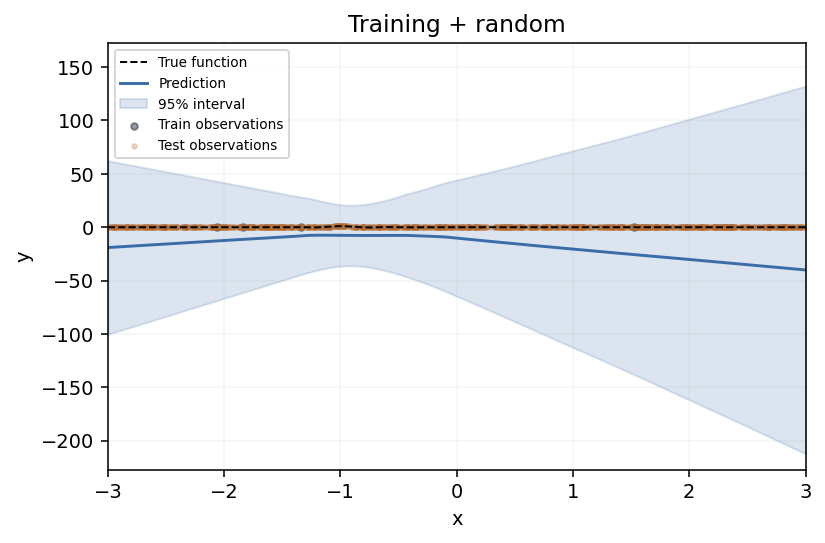 Training + random
True function
Prediction
95% interval
Train observations
Test observations
150
100
50
0
−50
−100
−150
−200
y
−3 −2 −1 0 1 2 3
x